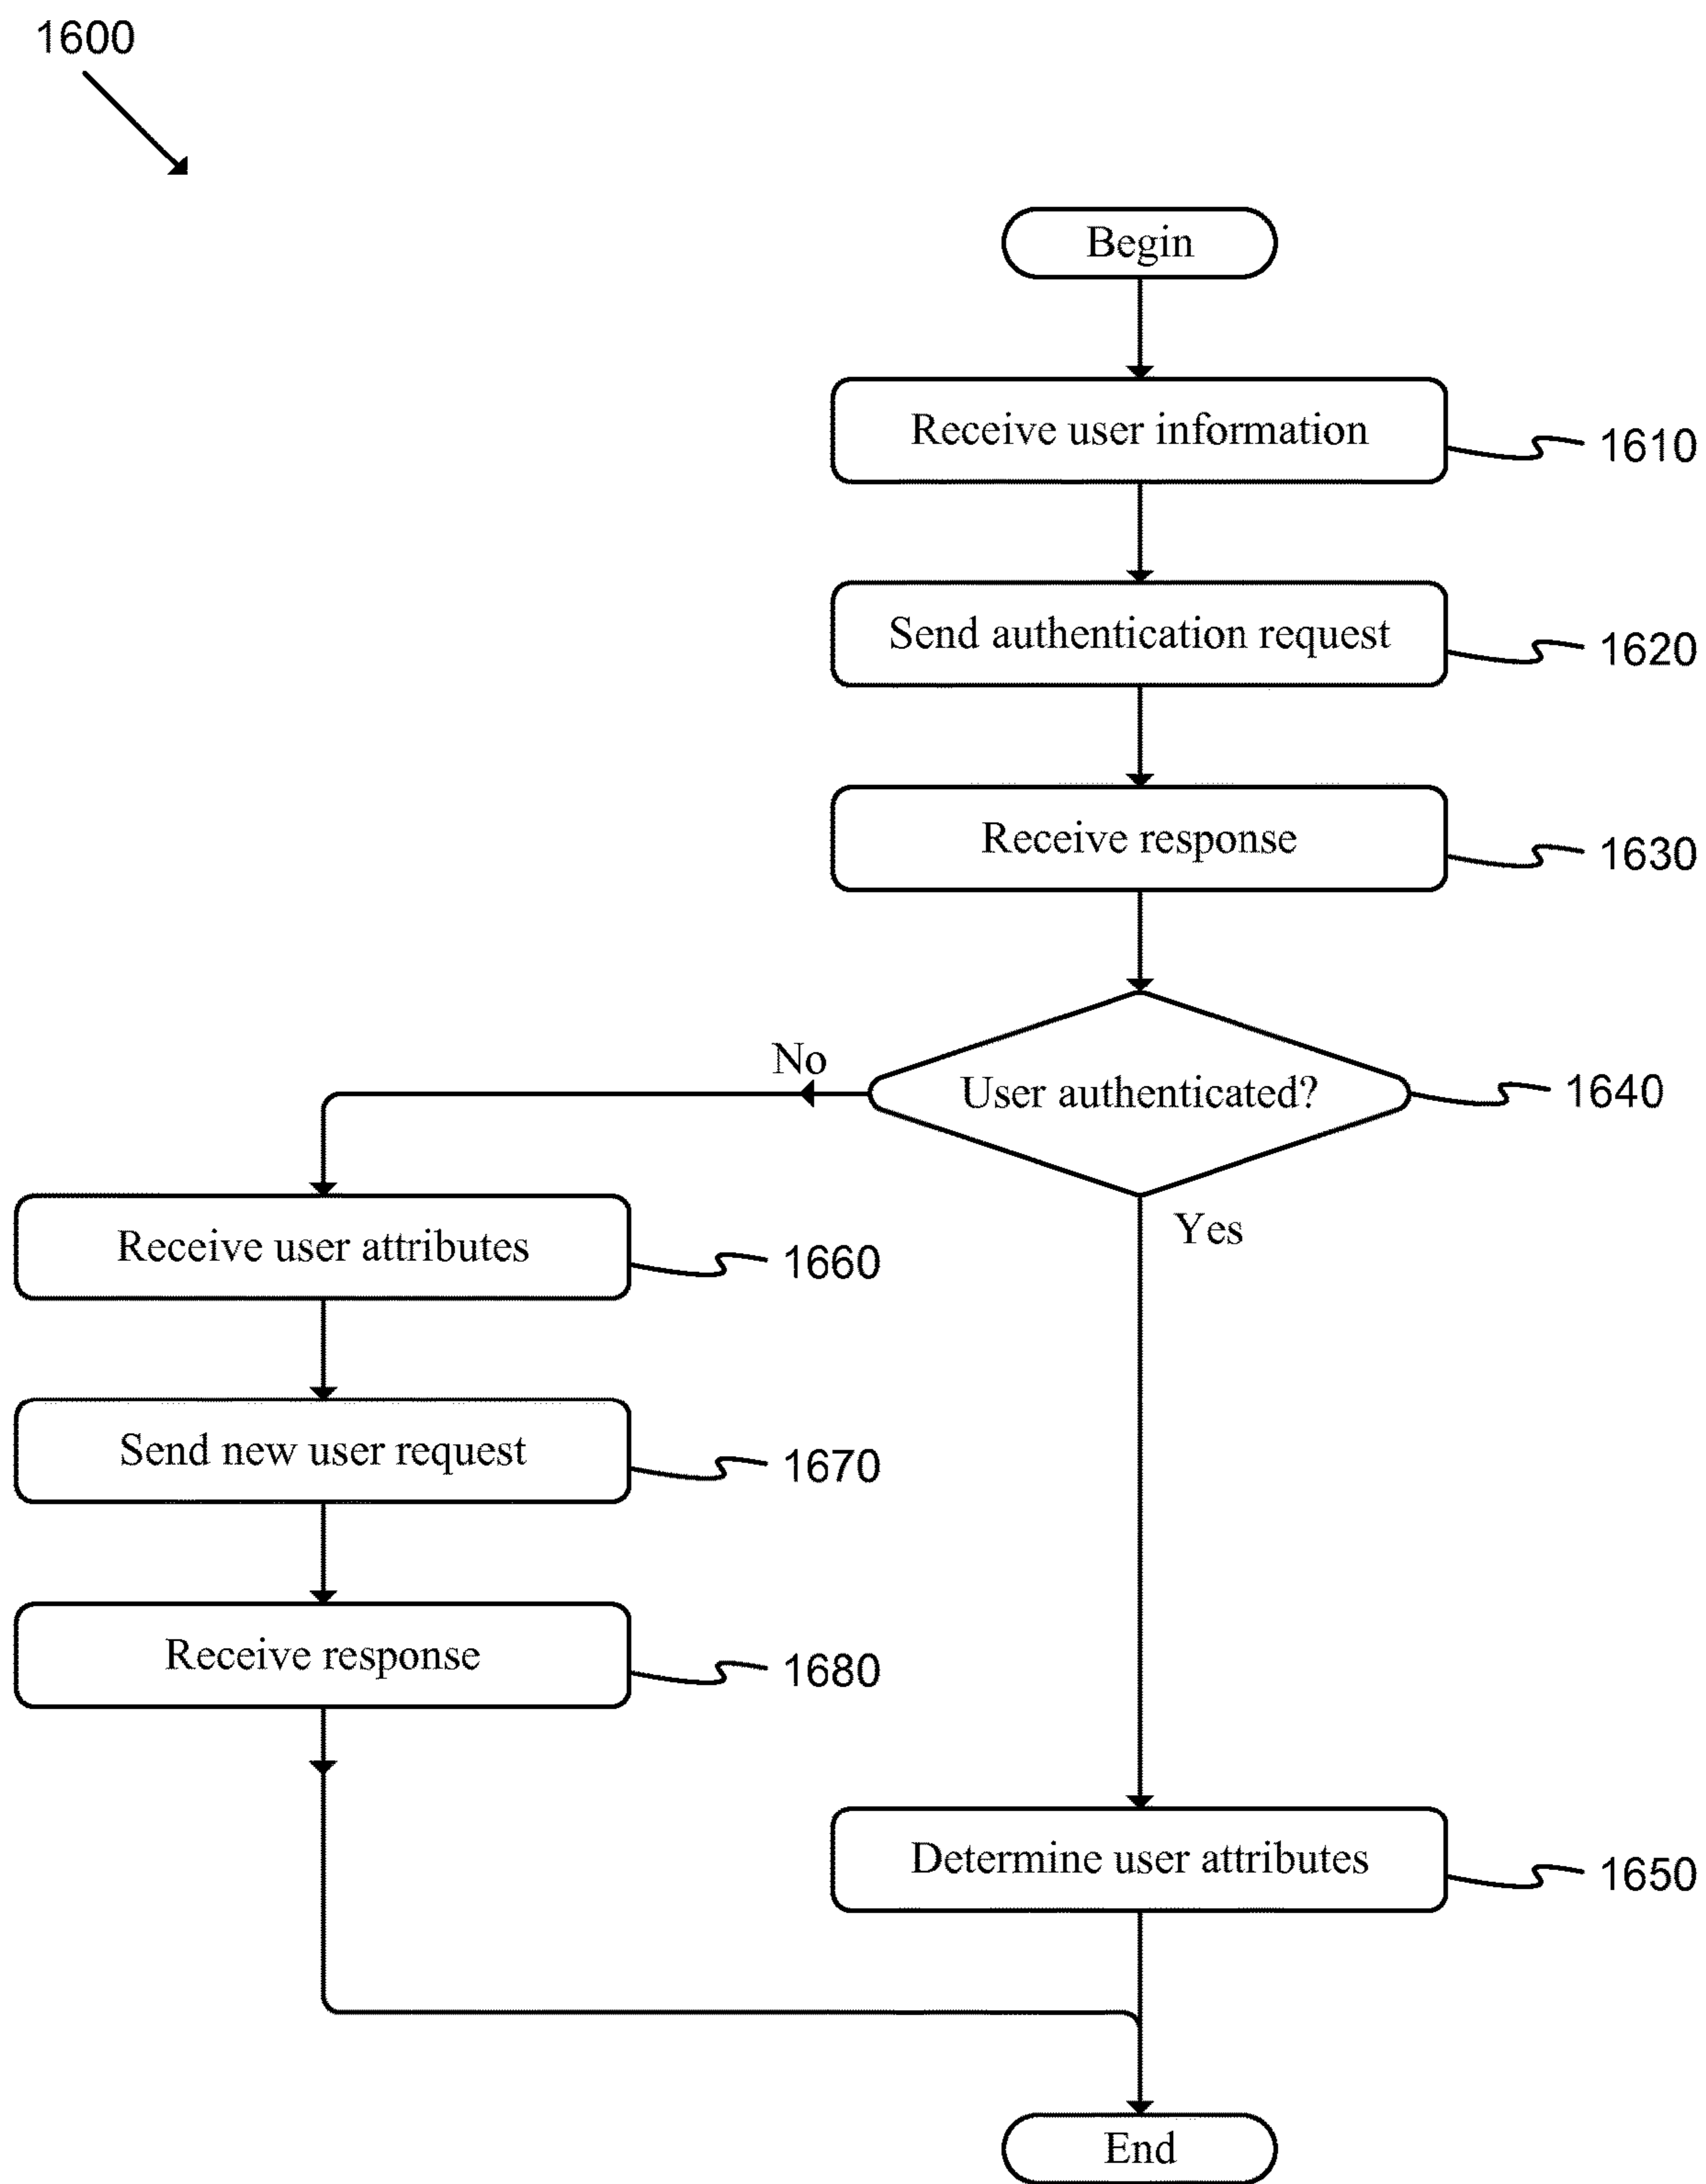 1600
Begin
Receive user information
1610
Send authentication request
1620
Receive response
1630
User authenticated?
1640
No
Yes
Receive user attributes
1660
Send new user request
1670
Receive response
1680
Determine user attributes
1650
End